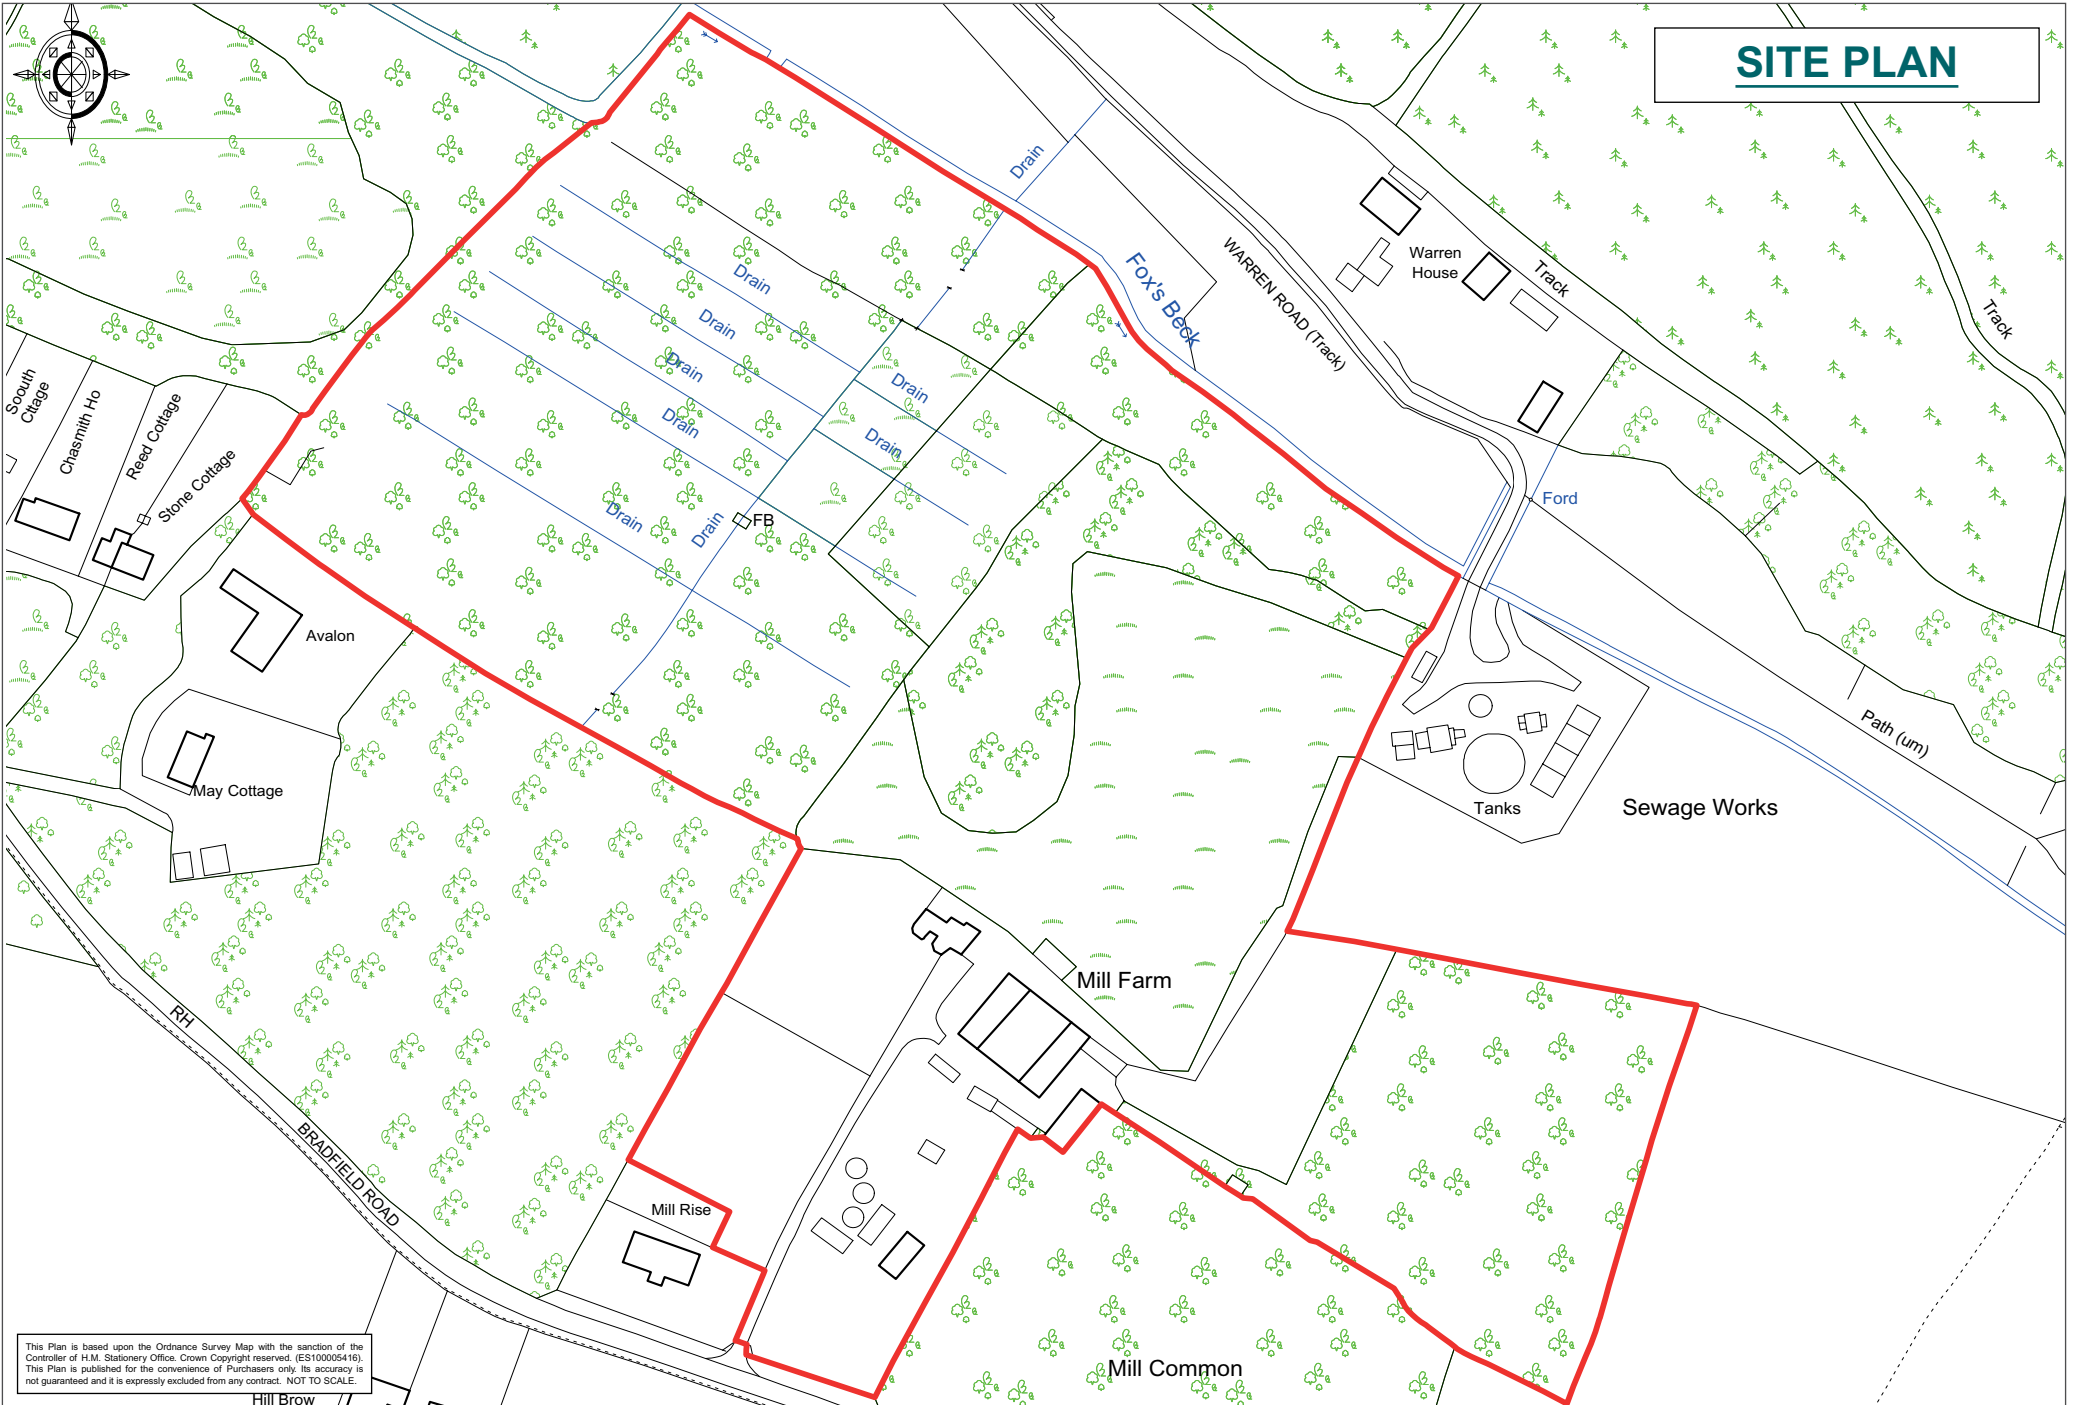 SITE PLAN
Drain
Fox's Beck
WARREN ROAD (Track)
Warren
House
Track
Track
Drain
Drain
Drain
Drain
Drain
Drain
Drain
Drain
FB
Ford
Soouth
Cttage
Chasmith Ho
Reed Cottage
Stone Cottage
Avalon
May Cottage
Path (um)
Tanks
Sewage Works
Mill Farm
RH
BRADFIELD ROAD
Mill Rise
Mill Common
This Plan is based upon the Ordnance Survey Map with the sanction of the
Controller of H.M. Stationery Office. Crown Copyright reserved. (ES100005416).
This Plan is published for the convenience of Purchasers only. Its accuracy is
not guaranteed and it is expressly excluded from any contract. NOT TO SCALE.
Hill Brow